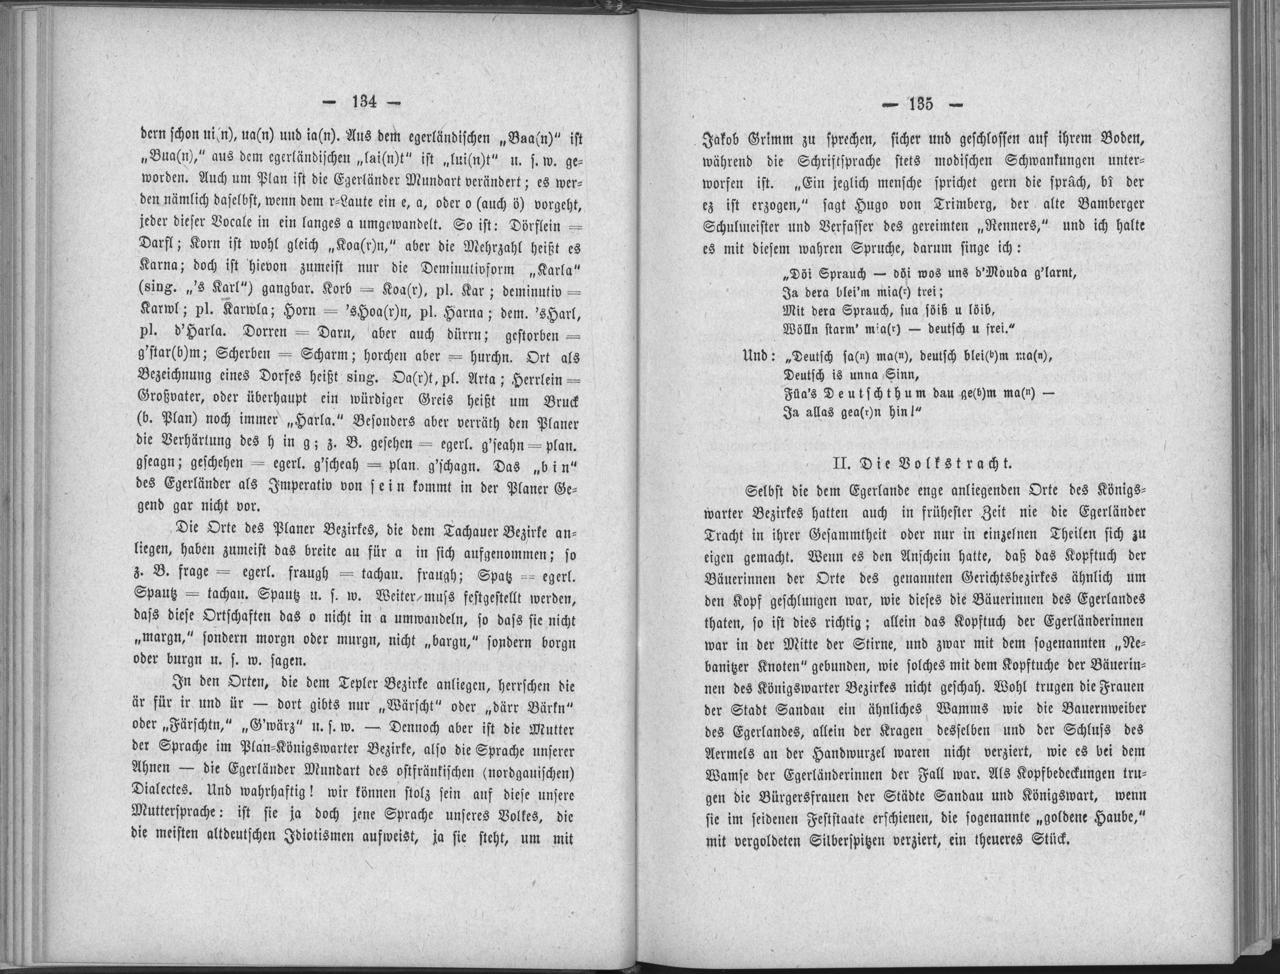 — 134 —
dern schon ui(n), ua(n) und ia(n). Aus dem egerländischen „Baa(n)“ ist
„Bua(n),“ aus dem egerländischen „lai(n)t“ ist „lui(n)t“ u. s. w. ge-
worden. Auch um Plan ist die Egerländer Mundart verändert; es wer-
den nämlich daselbst, wenn dem r-Laute ein e, a, oder o (auch ö) vorgeht,
jeder dieser Vocale in ein langes a umgewandelt. So ist: Dörflein =
Darfl; Korn ist wohl gleich „Koa(r)n,“ aber die Mehrzahl heißt es
Karna; doch ist hievon zumeist nur die Deminutivform „Karla“
(sing. „'s Karl“) gangbar. Korb = Koa(r), pl. Kar; deminutiv =
Karwl; pl. Karwla; Horn = 'sHoa(r)n, pl. Harna; dem. 'sHarl,
pl. d'Harla. Dorren = Darn, aber auch dürrn; gestorben =
g'star(b)m; Scherben = Scharm; horchen aber = hurchn. Ort als
Bezeichnung eines Dorfes heißt sing. Oa(r)t, pl. Arta; Herrlein =
Großvater, oder überhaupt ein würdiger Greis heißt um Bruck
(b. Plan) noch immer „Harla.“ Besonders aber verräth den Planer
die Verhärtung des h in g; z. B. gesehen = egerl. g'seahn = plan.
gseagn; geschehen = egerl. g'scheah = plan. g'schagn. Das „bin“
des Egerländer als Imperativ von sein kommt in der Planer Ge-
gend gar nicht vor.
Die Orte des Planer Bezirkes, die dem Tachauer Bezirke an-
liegen, haben zumeist das breite au für a in sich aufgenommen; so
z. B. frage = egerl. fraugh = tachau. fraugh; Spatz = egerl.
Spautz = tachau. Spautz u. s. w. Weiter muss festgestellt werden,
dass diese Ortschaften das o nicht in a umwandeln, so dass sie nicht
„margn,“ sondern morgn oder murgn, nicht „bargn,“ sondern borgn
oder burgn u. s. w. sagen.
In den Orten, die dem Tepler Bezirke anliegen, herrschen die
är für ir und ür — dort gibts nur „Wärscht“ oder „därr Bärkn“
oder „Färschtn,“ „G'wärz“ u. s. w. — Dennoch aber ist die Mutter
der Sprache im Plan-Königswarter Bezirke, also die Sprache unserer
Ahnen — die Egerländer Mundart des ostfränkischen (nordgauischen)
Dialectes. Und wahrhaftig! wir können stolz sein auf diese unsere
Muttersprache: ist sie ja doch jene Sprache unseres Volkes, die
die meisten altdeutschen Idiotismen aufweist, ja sie steht, um mit
— 135 —
Jakob Grimm zu sprechen, sicher und geschlossen auf ihrem Boden,
während die Schriftsprache stets modischen Schwankungen unter-
worfen ist. „Ein jeglich mensche sprichet gern die sprâch, bî der
ez ist erzogen,“ sagt Hugo von Trimberg, der alte Bamberger
Schulmeister und Verfasser des gereimten „Renners,“ und ich halte
es mit diesem wahren Spruche, darum singe ich:
„Döi Sprauch — döi wos uns d'Mouda g'larnt,
Ja dera blei'm mia(r) trei;
Mit dera Sprauch, sua söiß u löib,
Wölln starm' mia(r) — deutsch u frei.“
Und: „Deutsch sa(n) ma(n), deutsch blei(b)m ma(n),
Deutsch is unna Sinn,
Füa's Deutschthum dau ge(b)m ma(n) —
Ja allas gea(r)n hin!“
II. Die Volkstracht.
Selbst die dem Egerlande enge anliegenden Orte des Königs-
warter Bezirkes hatten auch in frühester Zeit nie die Egerländer
Tracht in ihrer Gesammtheit oder nur in einzelnen Theilen sich zu
eigen gemacht. Wenn es den Anschein hatte, daß das Kopftuch der
Bäuerinnen der Orte des genannten Gerichtsbezirkes ähnlich um
den Kopf geschlungen war, wie dieses die Bäuerinnen des Egerlandes
thaten, so ist dies richtig; allein das Kopftuch der Egerländerinnen
war in der Mitte der Stirne, und zwar mit dem sogenannten „Ne-
banitzer Knoten“ gebunden, wie solches mit dem Kopftuche der Bäuerin-
nen des Königswarter Bezirkes nicht geschah. Wohl trugen die Frauen
der Stadt Sandau ein ähnliches Wamms wie die Bauernweiber
des Egerlandes, allein der Kragen desselben und der Schluss des
Aermels an der Handwurzel waren nicht verziert, wie es bei dem
Wamse der Egerländerinnen der Fall war. Als Kopfbedeckungen tru-
gen die Bürgersfrauen der Städte Sandau und Königswart, wenn
sie im seidenen Feststaate erschienen, die sogenannte „goldene Haube,“
mit vergoldeten Silberspitzen verziert, ein theueres Stück.